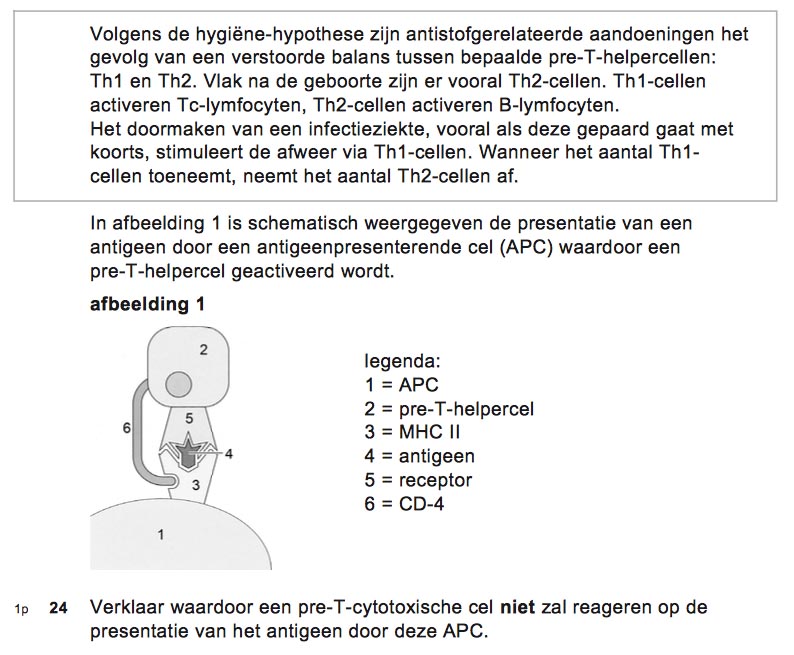 Volgens de hygiëne-hypothese zijn antistofgerelateerde aandoeningen het
gevolg van een verstoorde balans tussen bepaalde pre-T-helpercellen:
Th1 en Th2. Vlak na de geboorte zijn er vooral Th2-cellen. Th1-cellen
activeren Tc-lymfocyten, Th2-cellen activeren B-lymfocyten.
Het doormaken van een infectieziekte, vooral als deze gepaard gaat met
koorts, stimuleert de afweer via Th1-cellen. Wanneer het aantal Th1-
cellen toeneemt, neemt het aantal Th2-cellen af.
In afbeelding 1 is schematisch weergegeven de presentatie van een
antigeen door een antigeenpresenterende cel (APC) waardoor een
pre-T-helpercel geactiveerd wordt.
afbeelding 1
2
5
6
4
3
1
legenda:
1 = APC
2 = pre-T-helpercel
3 = MHC II
4 = antigeen
5 = receptor
6 = CD-4
1p 24 Verklaar waardoor een pre-T-cytotoxische cel niet zal reageren op de
presentatie van het antigeen door deze APC.